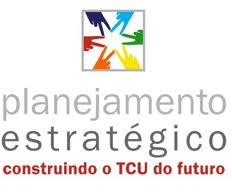 planejamento
estratégico
construindo o TCU do futuro